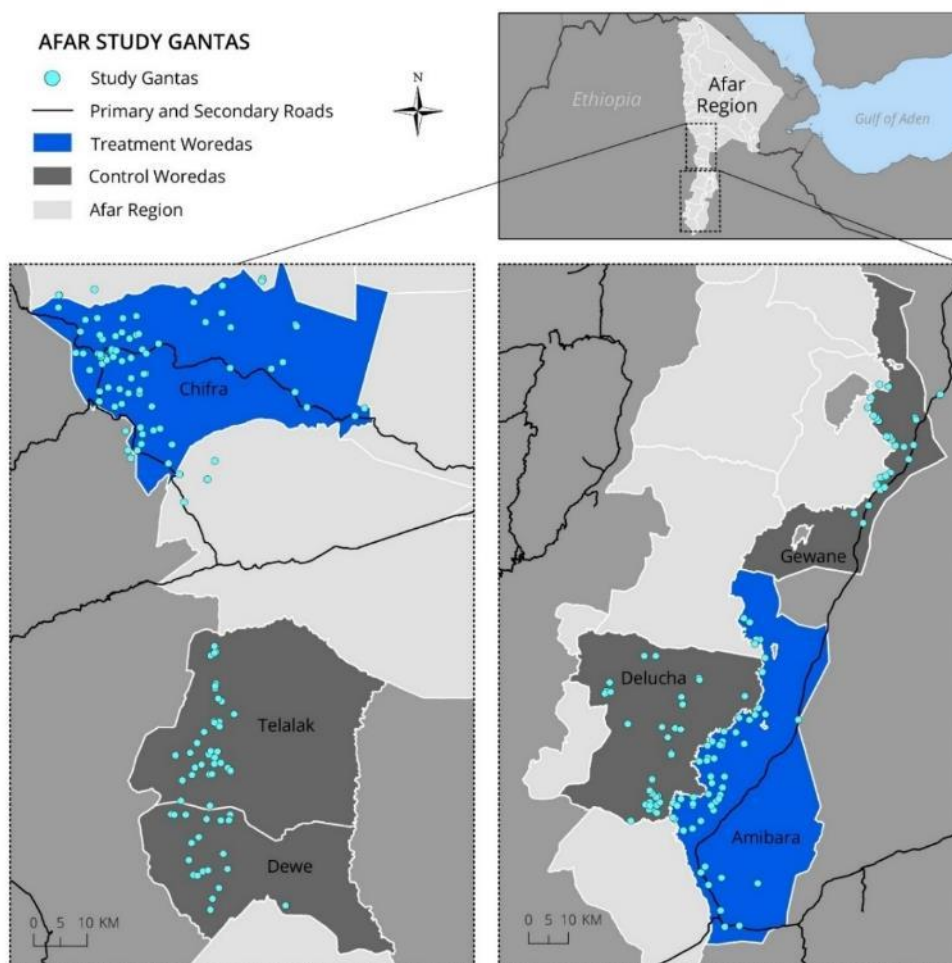 AFAR STUDY GANTAS
Study Gantas
Primary and Secondary Roads
Treatment Woredas
Control Woredas
Afar Region
N
Ethiopia
Afar
Region
Gulf of Aden
Chifra
Telalak
Dewe
0 5 10 KM
Gewane
Delucha
Amibara
0 5 10 KM